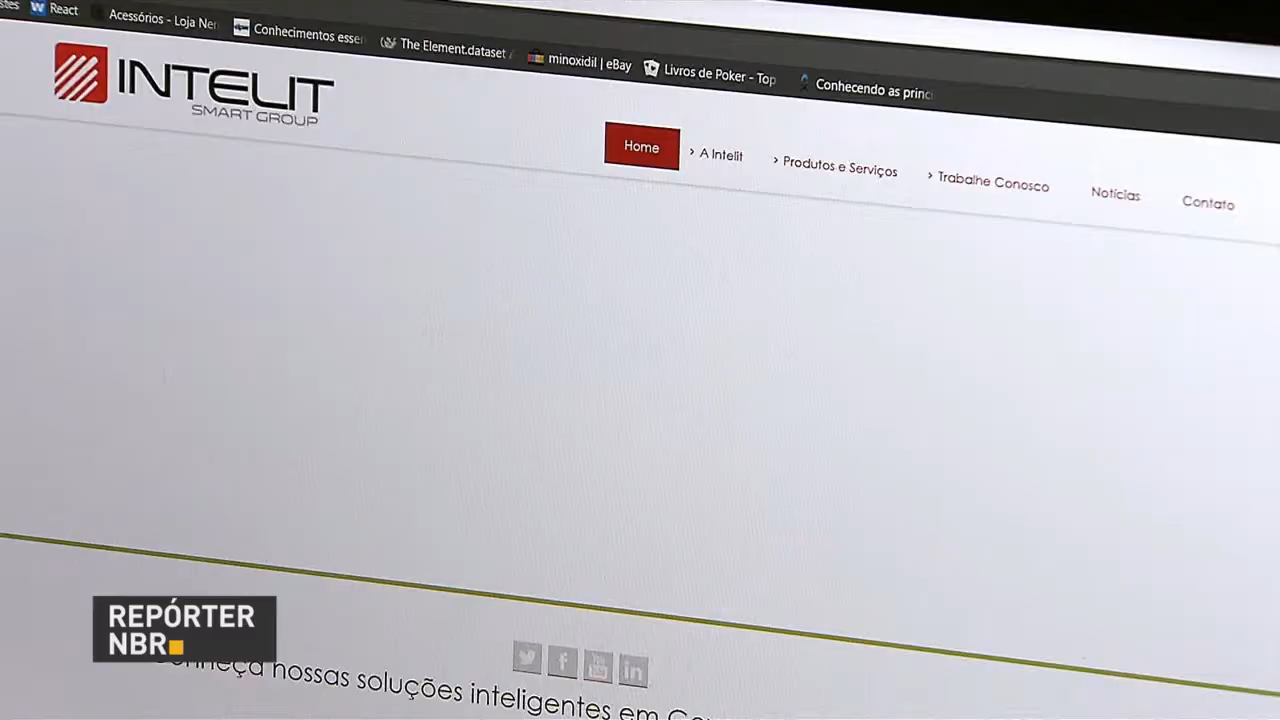 React
Acessórios - Loja
Conhecimentos
The Element.dataset
minoxidil | eBay
Livros de Poker - Top
Conhecendo as
INTELIT
SMART GROUP
Home
A Intelit
Produtos e Serviços
Trabalhe Conosco
Notícias
Contato
REPÓRTER
NBR
nossas soluções inteligentes em